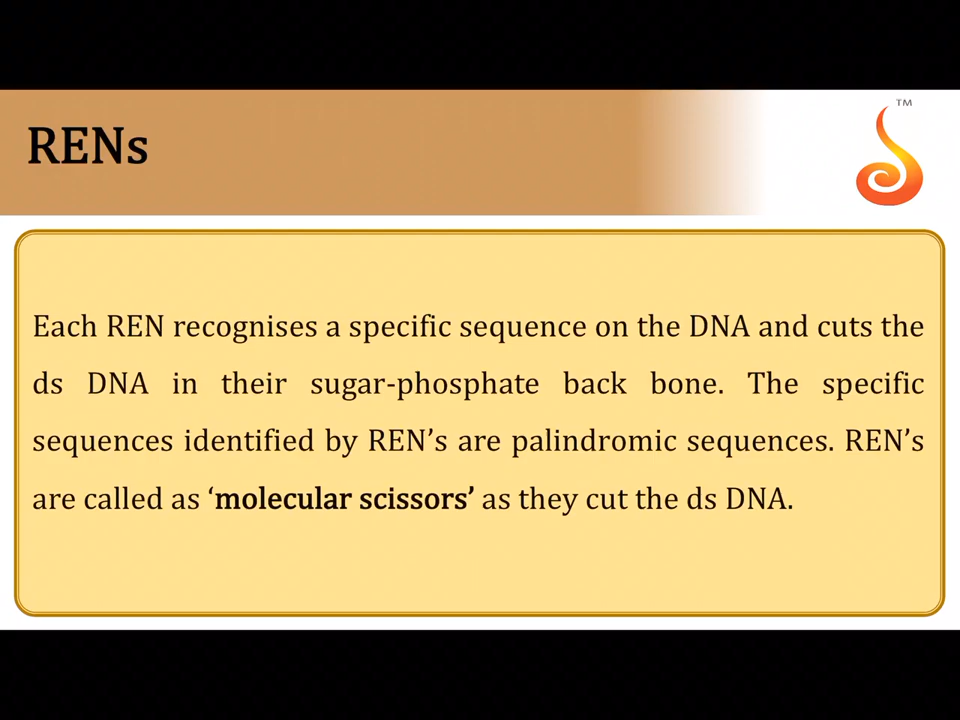 TM
RENs
Each REN recognises a specific sequence on the DNA and cuts the
ds DNA in their sugar-phosphate back bone. The specific
sequences identified by REN’s are palindromic sequences. REN’s
are called as ‘molecular scissors’ as they cut the ds DNA.